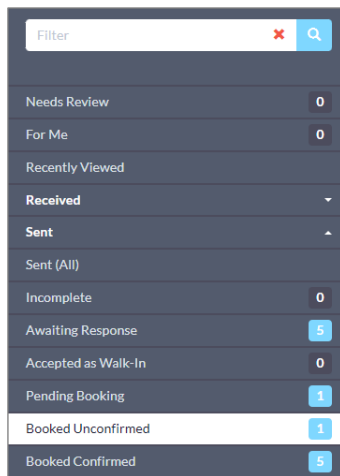 Filter
Needs Review 0
For Me 0
Recently Viewed
Received
Sent
Sent (All)
Incomplete 0
Awaiting Response 5
Accepted as Walk-In 0
Pending Booking 1
Booked Unconfirmed 1
Booked Confirmed 5